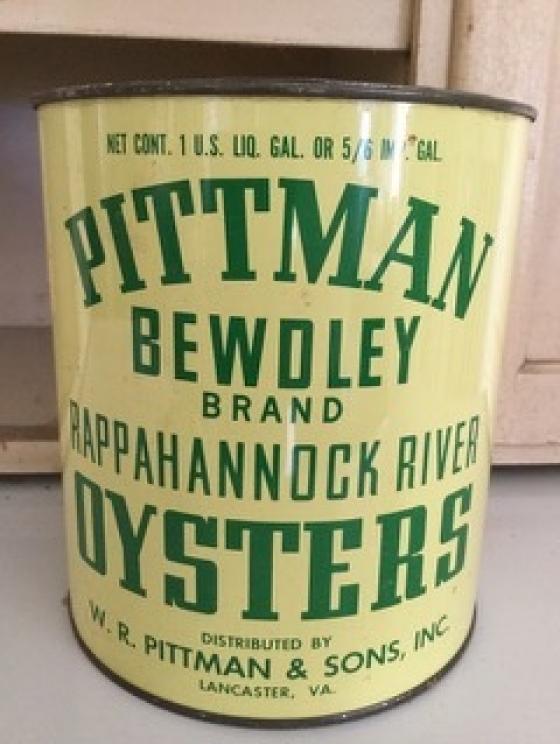 NET CONT. 1 U.S. LIQ. GAL. OR 5/6 IMP. GAL.
PITTMAN
BEWDLEY
BRAND
RAPPAHANNOCK RIVER
OYSTERS
DISTRIBUTED BY
W. R. PITTMAN & SONS, INC.
LANCASTER, VA.